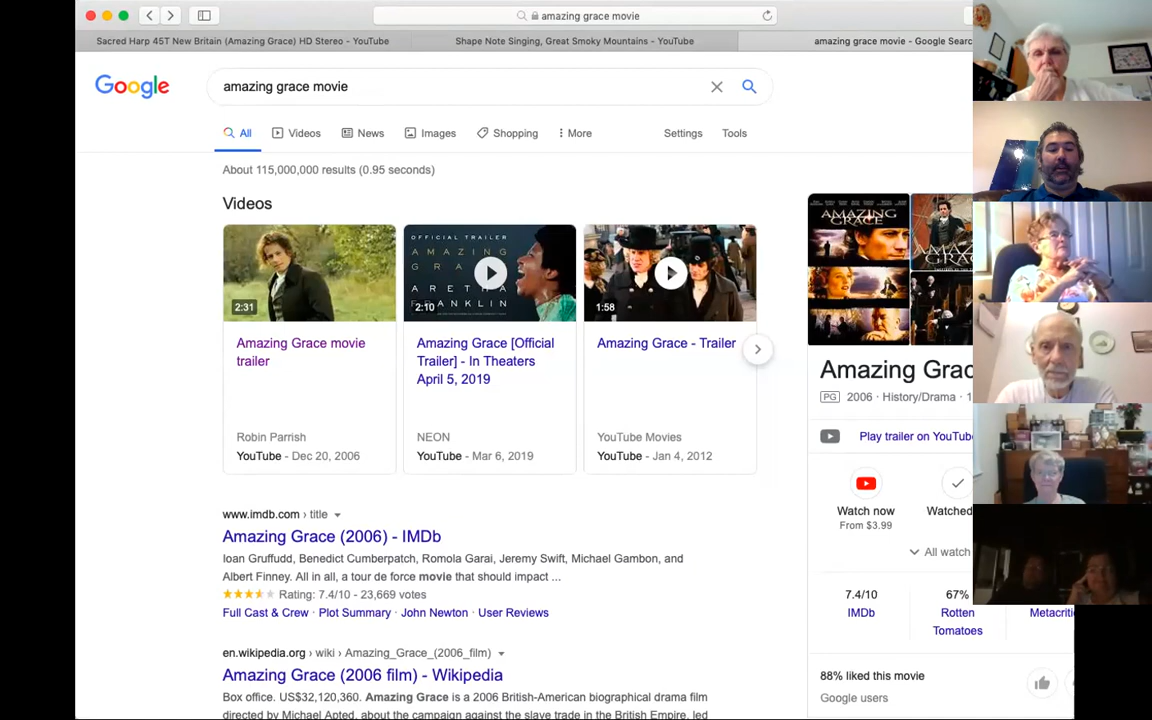 amazing grace movie
Sacred Harp 45T New Britain (Amazing Grace) HD Stereo - YouTube
Shape Note Singing, Great Smoky Mountains - YouTube
amazing grace movie - Google Searc
Google
amazing grace movie
All
Videos
News
Images
Shopping
More
Settings
Tools
About 115,000,000 results (0.95 seconds)
Videos
2:31
OFFICIAL TRAILER
AMAZING
GRA
ARETHA
FRANKLIN
2:10
1:58
Amazing Grace movie
trailer
Robin Parrish
YouTube - Dec 20, 2006
Amazing Grace [Official
Trailer] - In Theaters
April 5, 2019
NEON
YouTube - Mar 6, 2019
Amazing Grace - Trailer
YouTube Movies
YouTube - Jan 4, 2012
www.imdb.com › title
Amazing Grace (2006) - IMDb
Ioan Gruffudd, Benedict Cumberpatch, Romola Garai, Jeremy Swift, Michael Gambon, and
Albert Finney. All in all, a tour de force movie that should impact ...
Rating: 7.4/10 - 23,669 votes
Full Cast & Crew · Plot Summary · John Newton · User Reviews
en.wikipedia.org › wiki › Amazing_Grace_(2006_film)
Amazing Grace (2006 film) - Wikipedia
Box office. US$32,120,360. Amazing Grace is a 2006 British-American biographical drama film
directed by Michael Apted, about the campaign against the slave trade in the British Empire, led
AMAZING
GRACE
Amazing Grac
PG 2006 · History/Drama · 1
Play trailer on YouTube
Watch now
From $3.99
Watched
All watch
7.4/10
IMDb
67%
Rotten
Tomatoes
Metacriti
88% liked this movie
Google users